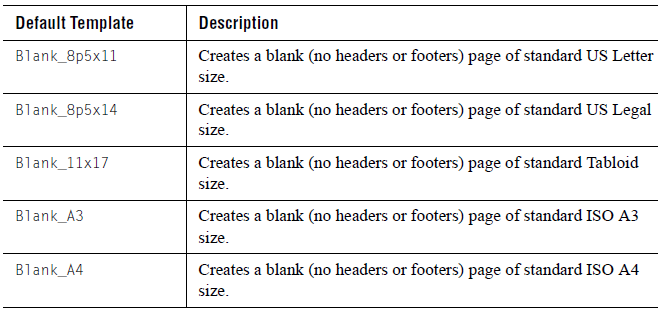 Default Template Description
Blank_8p5x11 Creates a blank (no headers or footers) page of standard US Letter
size.
Blank_8p5x14 Creates a blank (no headers or footers) page of standard US Legal
size.
Blank_11x17 Creates a blank (no headers or footers) page of standard Tabloid
size.
Blank_A3 Creates a blank (no headers or footers) page of standard ISO A3
size.
Blank_A4 Creates a blank (no headers or footers) page of standard ISO A4
size.